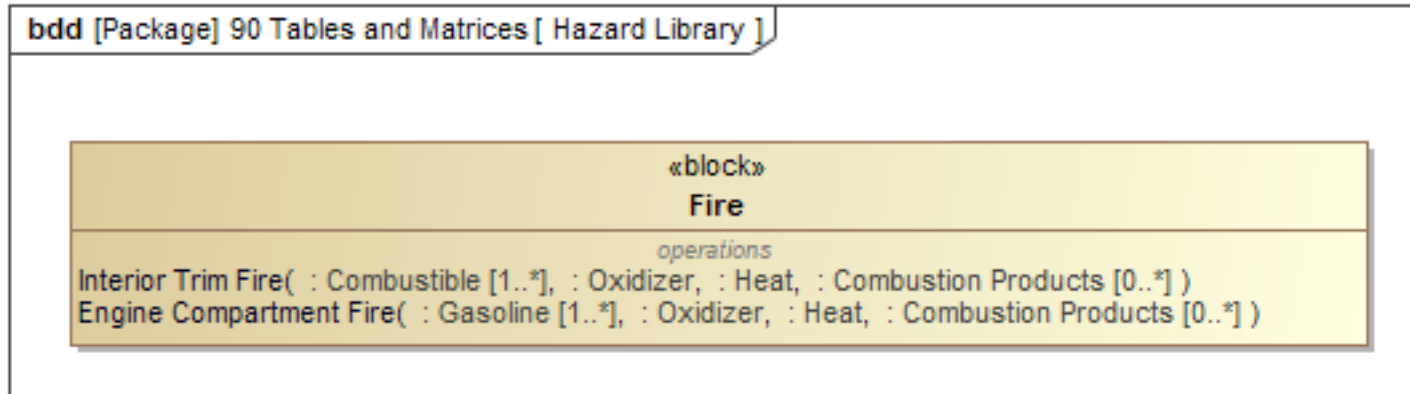 bdd [Package] 90 Tables and Matrices [ Hazard Library ]
«block»
Fire
operations
Interior Trim Fire(  : Combustible [1..*],  : Oxidizer,  : Heat,  : Combustion Products [0..*] )
Engine Compartment Fire(  : Gasoline [1..*],  : Oxidizer,  : Heat,  : Combustion Products [0..*] )